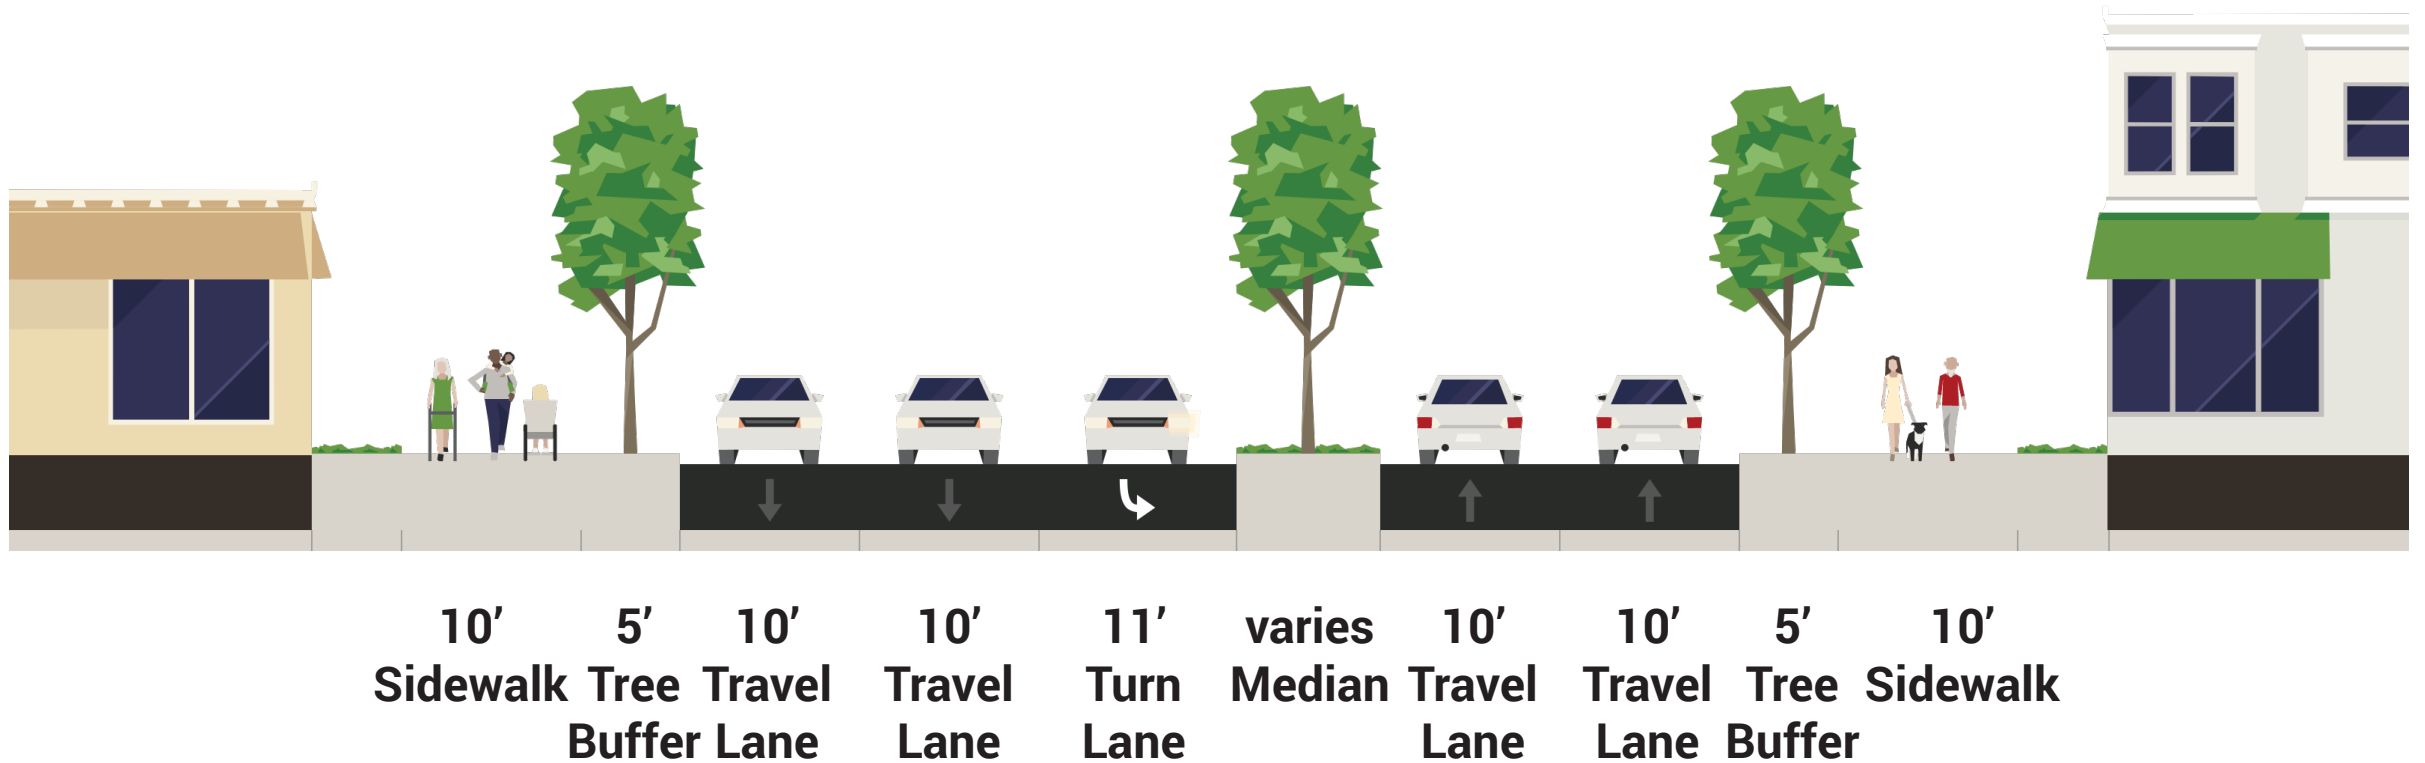 10’ 5’ 10’ 10’ 11’ varies 10’ 10’ 5’ 10’
Sidewalk Tree Travel Travel Turn Median Travel Travel Tree Sidewalk
Buffer Lane Lane Lane Lane Lane Buffer